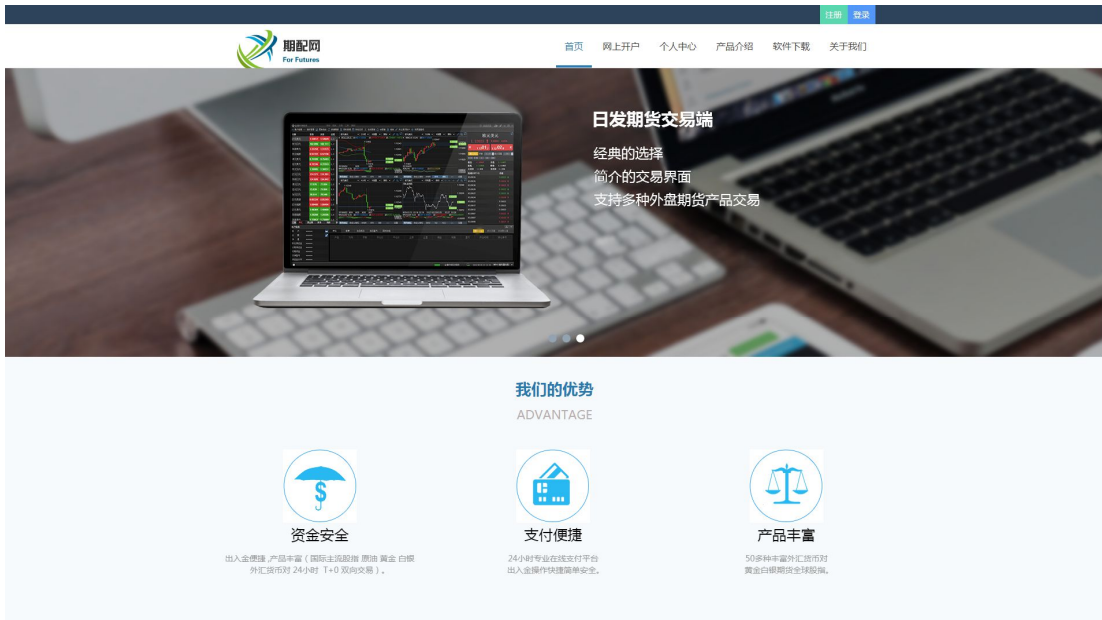 注册 登录
期配网
For Futures
首页 网上开户 个人中心 产品介绍 软件下载 关于我们
日发期货交易端
经典的选择
简介的交易界面
支持多种外盘期货产品交易
我们的优势
ADVANTAGE
资金安全
出入金便捷 ,产品丰富（国际主流股指 原油 黄金 白银
外汇货币对 24小时 T+0 双向交易）。
支付便捷
24小时专业在线支付平台
出入金操作快捷简单安全。
产品丰富
50多种丰富外汇货币对
黄金白银期货全球股指。